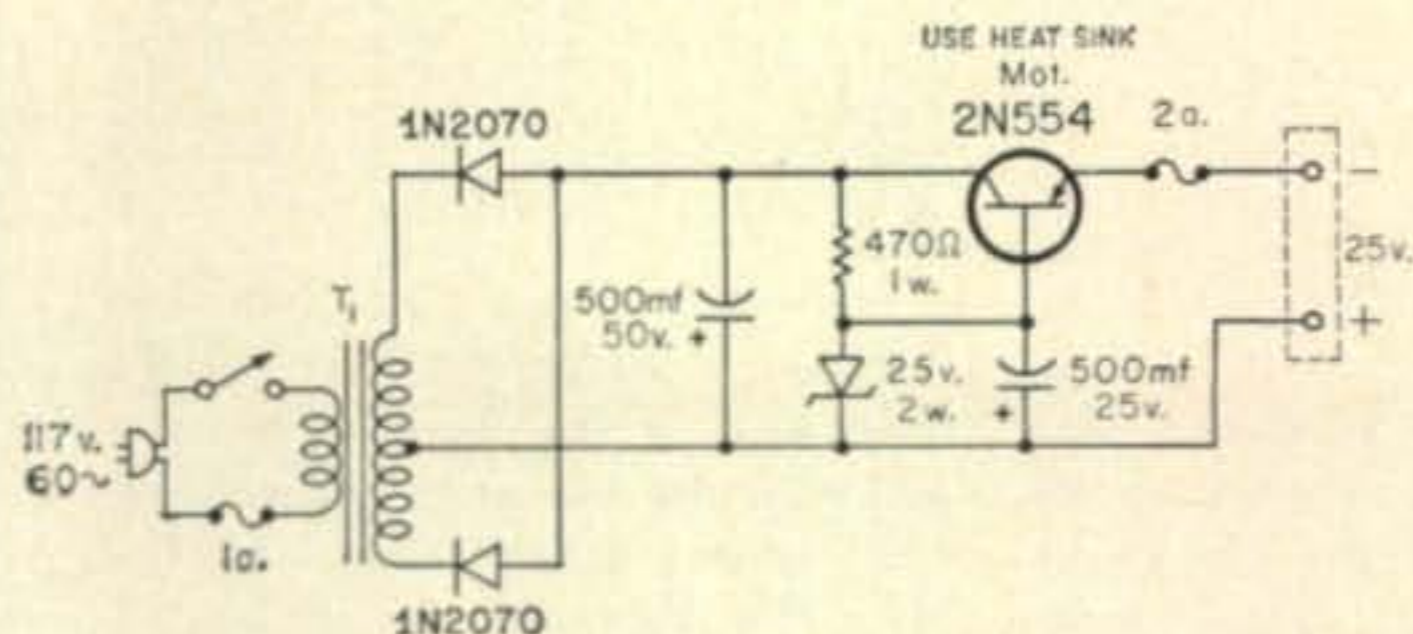 USE HEAT SINK
Mot.
2N554
2a.
1N2070
−
25v.
+
470Ω
1w.
500mf
50v. +
T₁
25v.
2w.
500mf
25v.
+
117v.
60~
1a.
1N2070